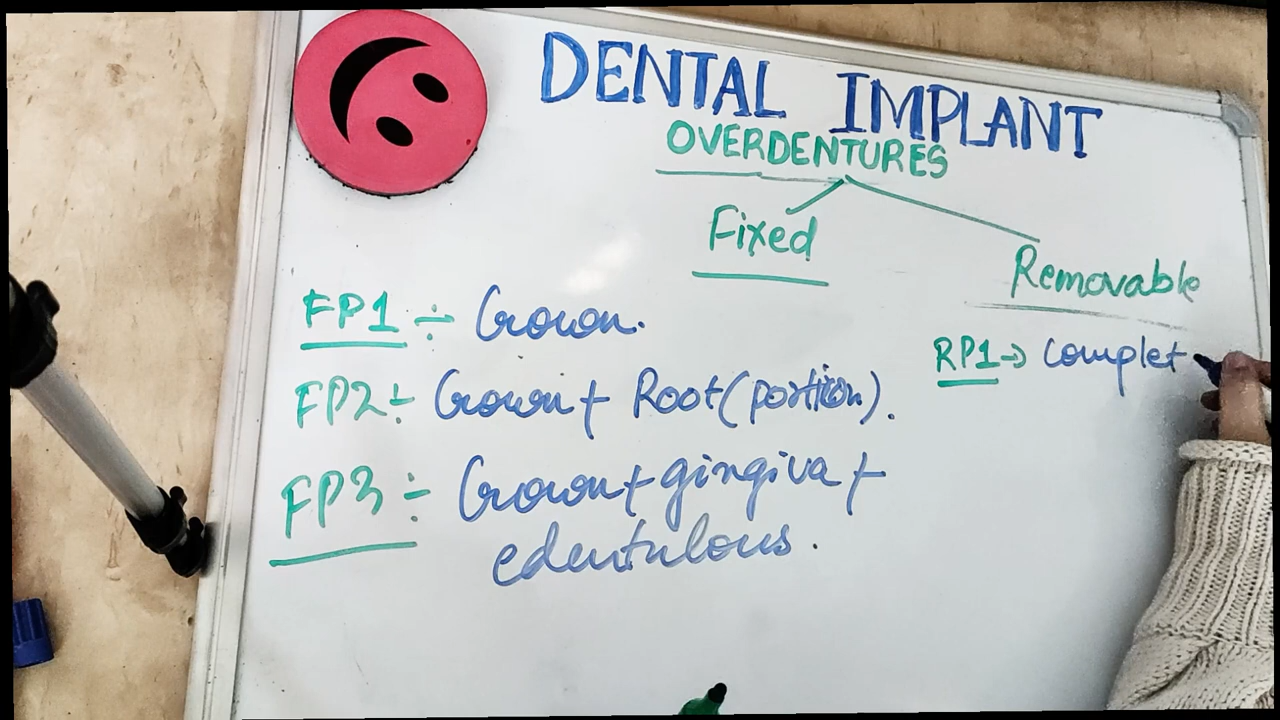 DENTAL IMPLANT
OVERDENTURES
Fixed
Removable
FP1 ÷ Crown.
FP2 ÷ Crown + Root (portion).
FP3 ÷ Crown + gingiva +
edentulous.
RP1 → Complet